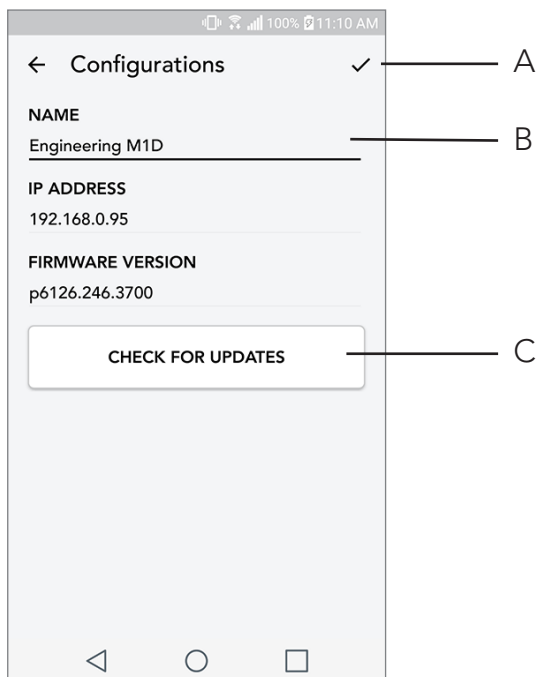 100% 11:10 AM
Configurations
A
NAME
Engineering M1D
B
IP ADDRESS
192.168.0.95
FIRMWARE VERSION
p6126.246.3700
CHECK FOR UPDATES
C